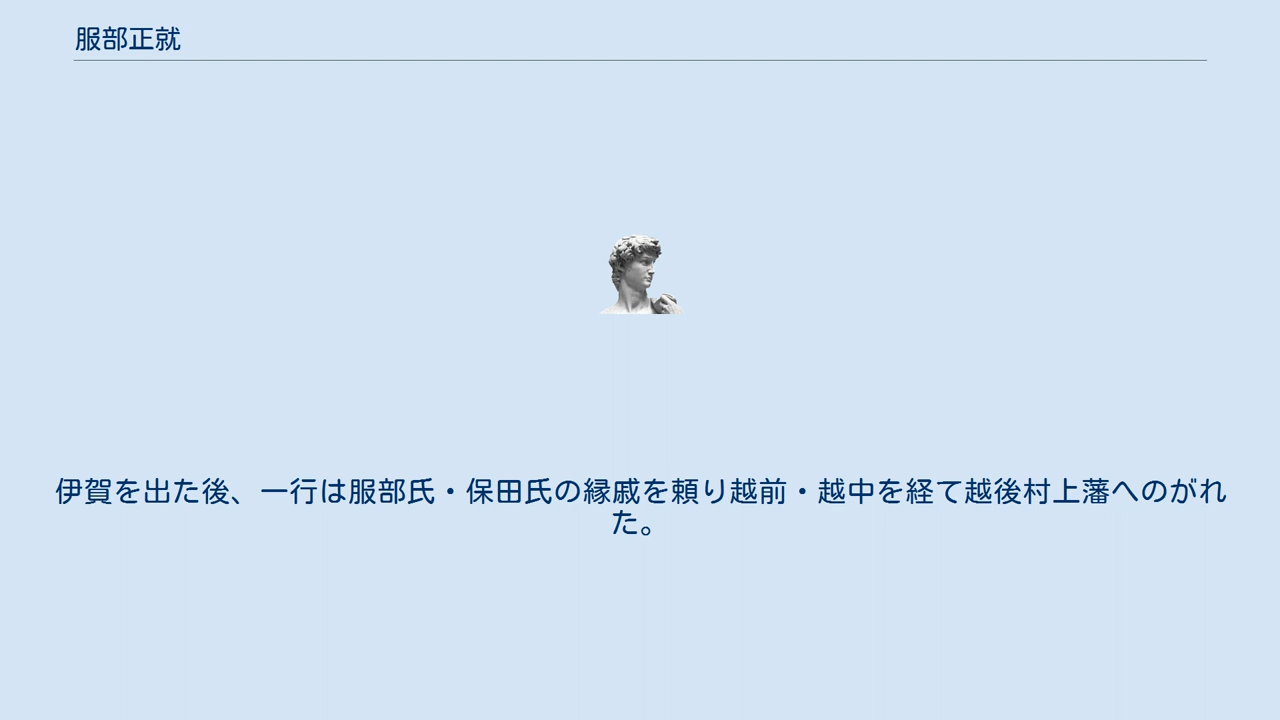 服部正就
伊賀を出た後、一行は服部氏・保田氏の縁戚を頼り越前・越中を経て越後村上藩へのがれ
た。